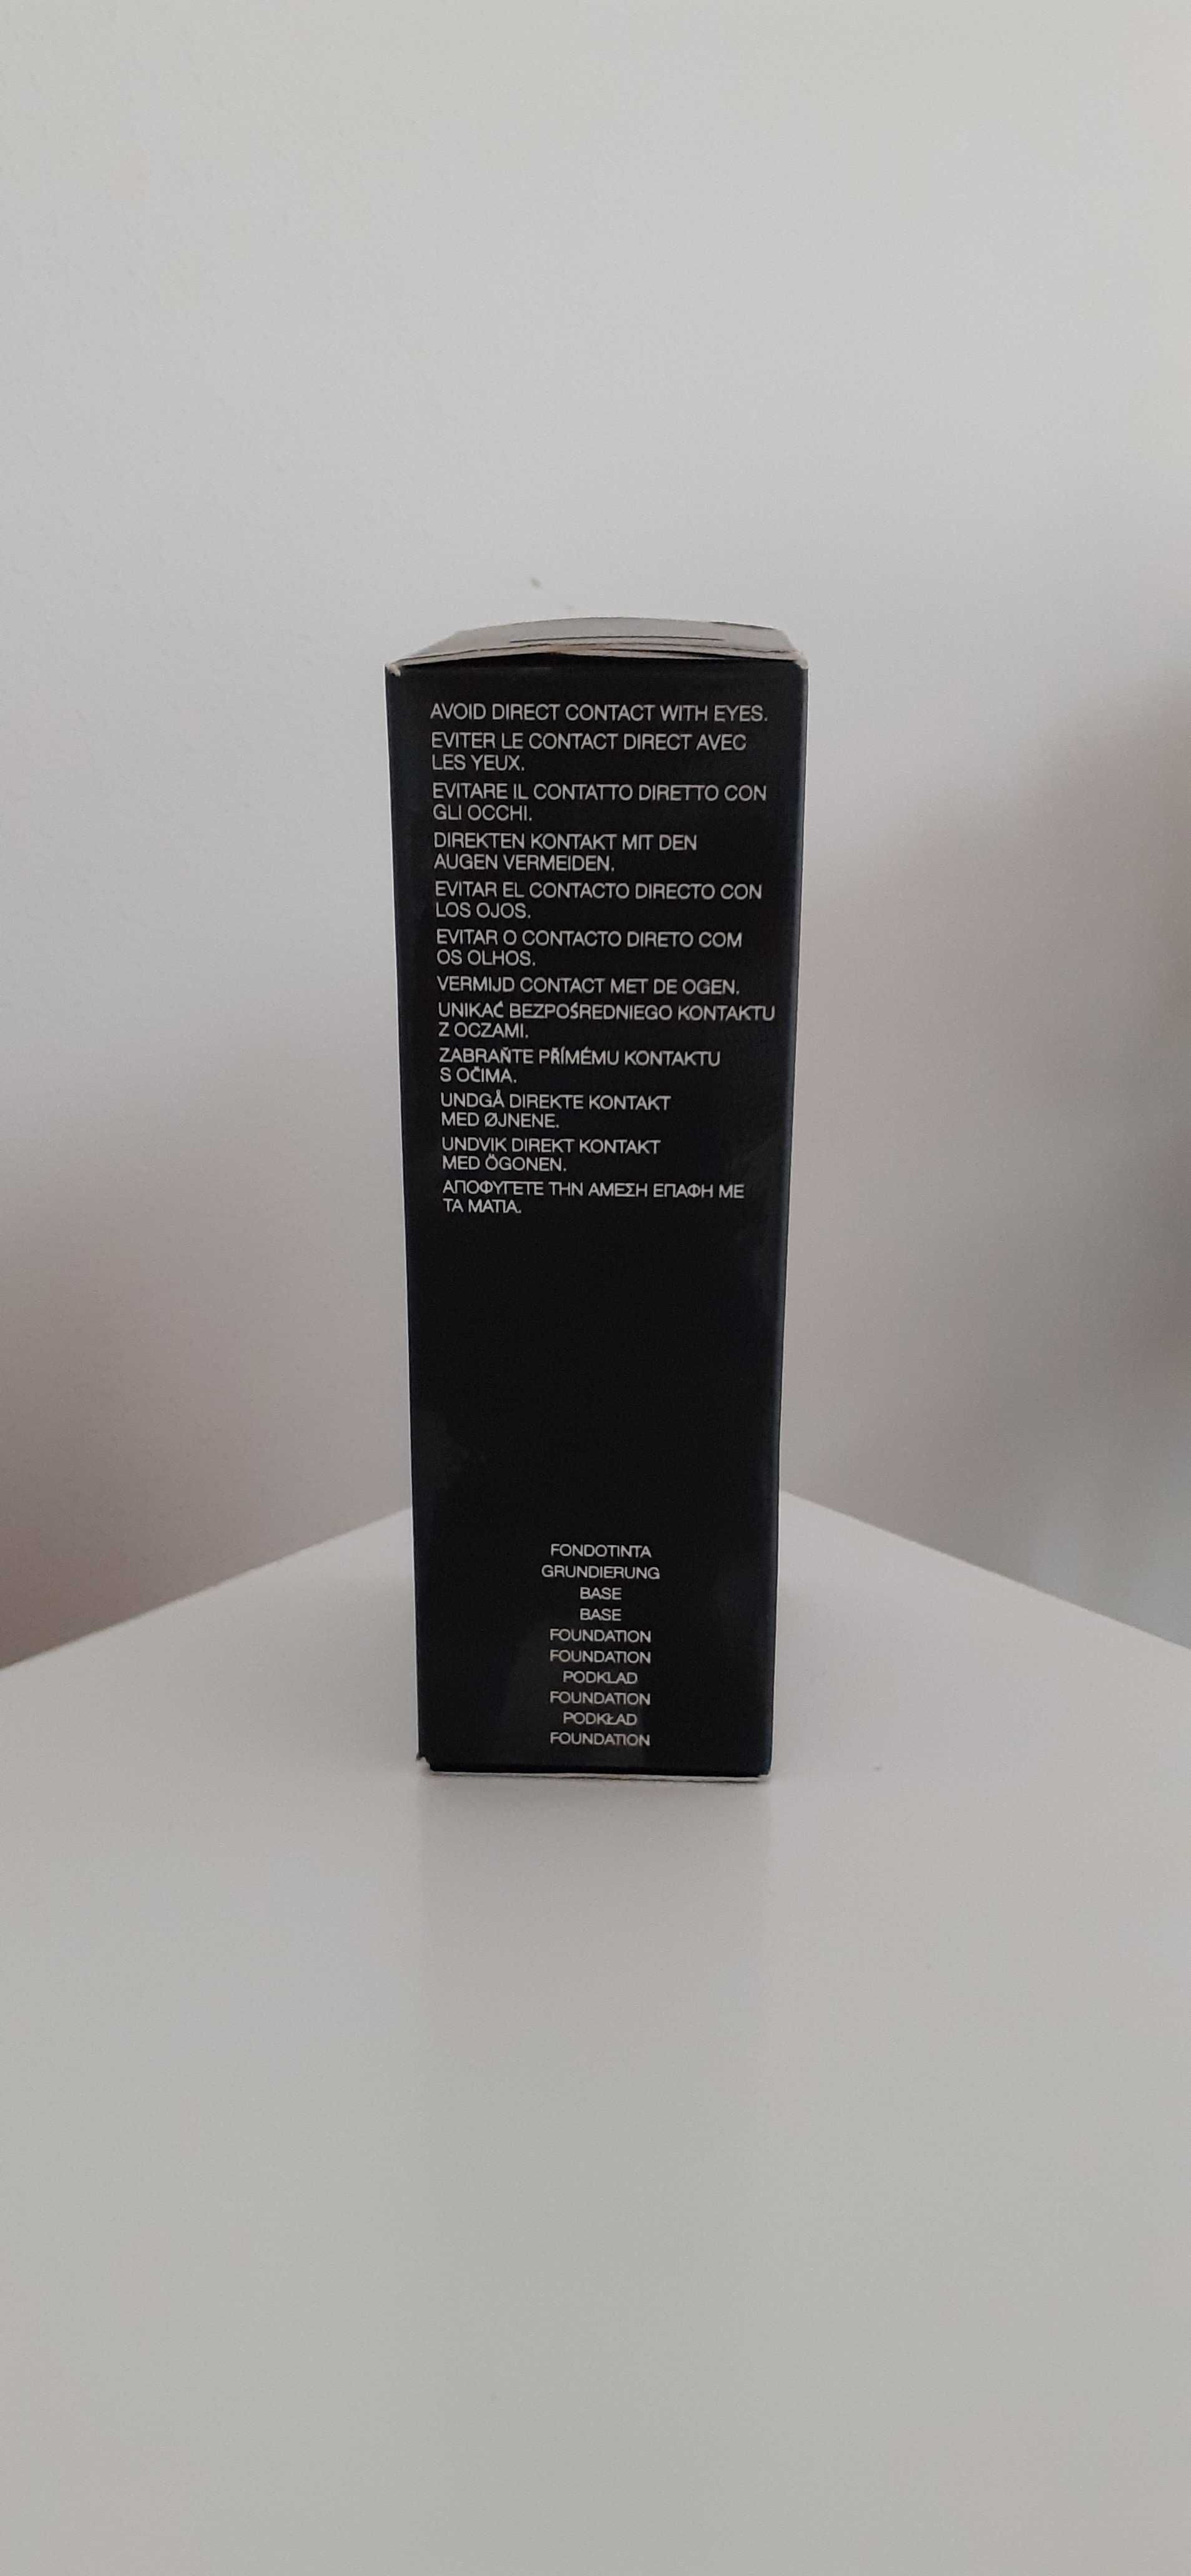 AVOID DIRECT CONTACT WITH EYES.
EVITER LE CONTACT DIRECT AVEC
LES YEUX.
EVITARE IL CONTATTO DIRETTO CON
GLI OCCHI.
DIREKTEN KONTAKT MIT DEN
AUGEN VERMEIDEN.
EVITAR EL CONTACTO DIRECTO CON
LOS OJOS.
EVITAR O CONTACTO DIRETO COM
OS OLHOS.
VERMIJD CONTACT MET DE OGEN.
UNIKAĆ BEZPOŚREDNIEGO KONTAKTU
Z OCZAMI.
ZABRAŇTE PŘÍMÉMU KONTAKTU
S OČIMA.
UNDGÅ DIREKTE KONTAKT
MED ØJNENE.
UNDVIK DIREKT KONTAKT
MED ÖGONEN.
ΑΠΟΦΥΓΕΤΕ ΤΗΝ ΑΜΕΣΗ ΕΠΑΦΗ ΜΕ
ΤΑ ΜΑΤΙΑ.
FONDOTINTA
GRUNDIERUNG
BASE
BASE
FOUNDATION
FOUNDATION
PODKLAD
FOUNDATION
PODKŁAD
FOUNDATION